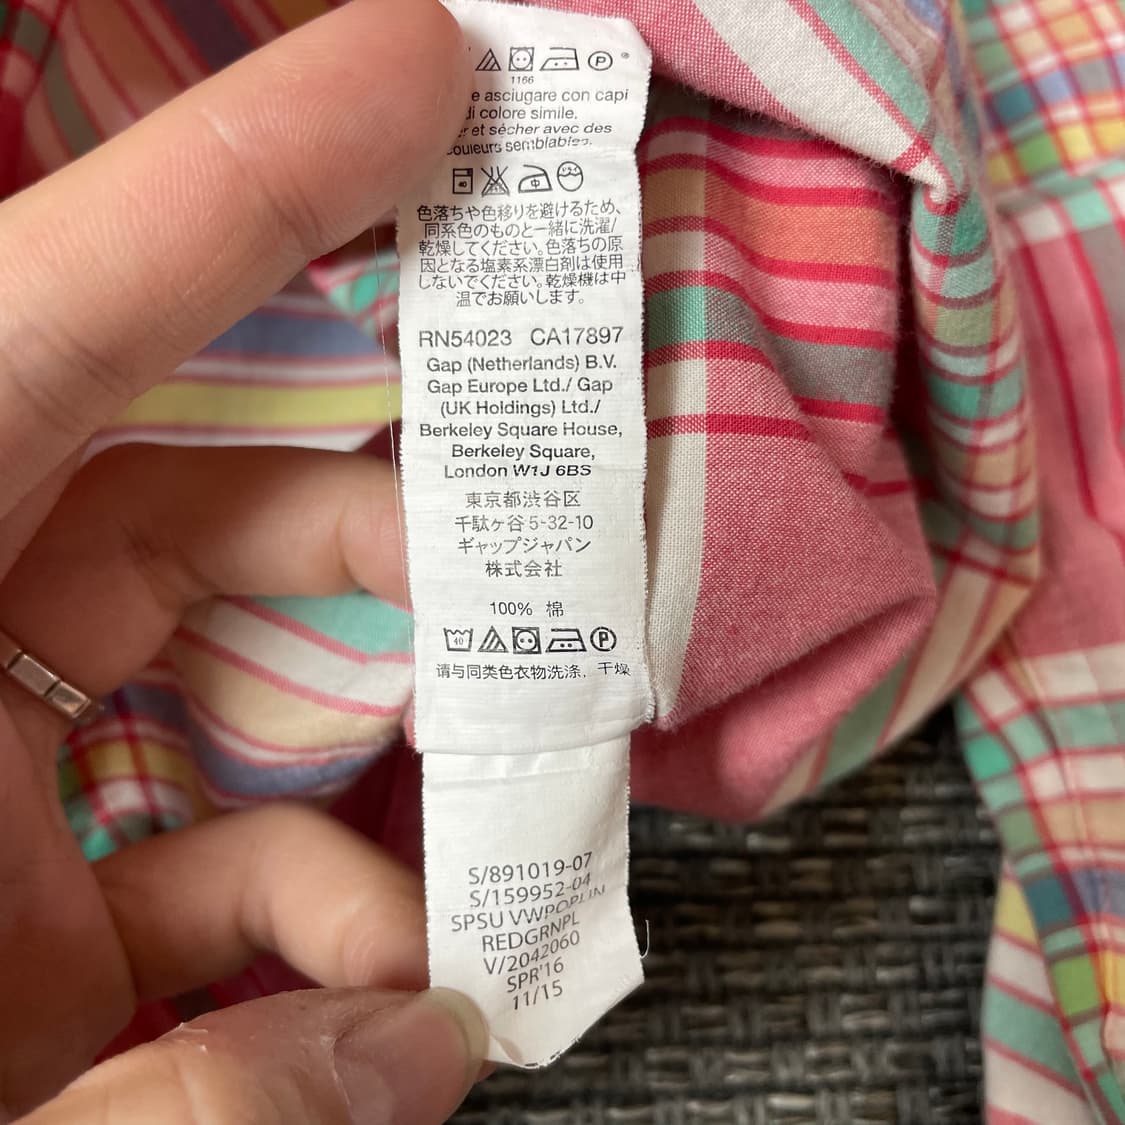 1166
e asciugare con capi
di colore simile.
et sécher avec des
couleurs semblables.
40
中
色落ちや色移りを避けるため、
同系色のものと一緒に洗濯/
乾燥してください。色落ちの原
因となる塩素系漂白剤は使用
しないでください。乾燥機は中
温でお願いします。
RN54023 CA17897
Gap (Netherlands) B.V.
Gap Europe Ltd./ Gap
(UK Holdings) Ltd./
Berkeley Square House,
Berkeley Square,
London W1J 6BS
東京都渋谷区
千駄ヶ谷5-32-10
ギャップジャパン
株式会社
100% 棉
40 P
请与同类色衣物洗涤，干燥
S/891019-07
S/159952-04
SPSU VWPOPLIN
REDGRNPL
V/2042060
SPR'16
11/15